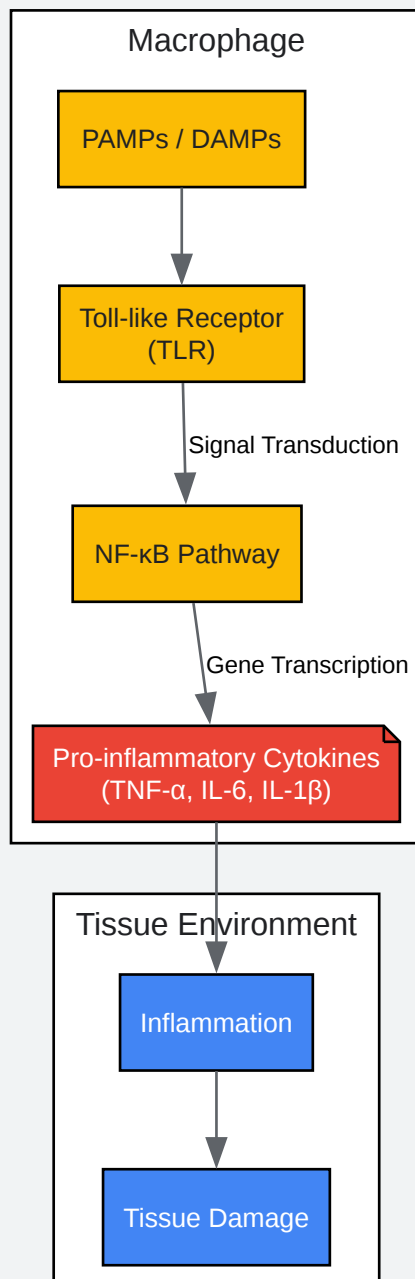 Macrophage
PAMPs / DAMPs
Toll-like Receptor
(TLR)
Signal Transduction
NF-κB Pathway
Gene Transcription
Pro-inflammatory Cytokines
(TNF-α, IL-6, IL-1β)
Tissue Environment
Inflammation
Tissue Damage